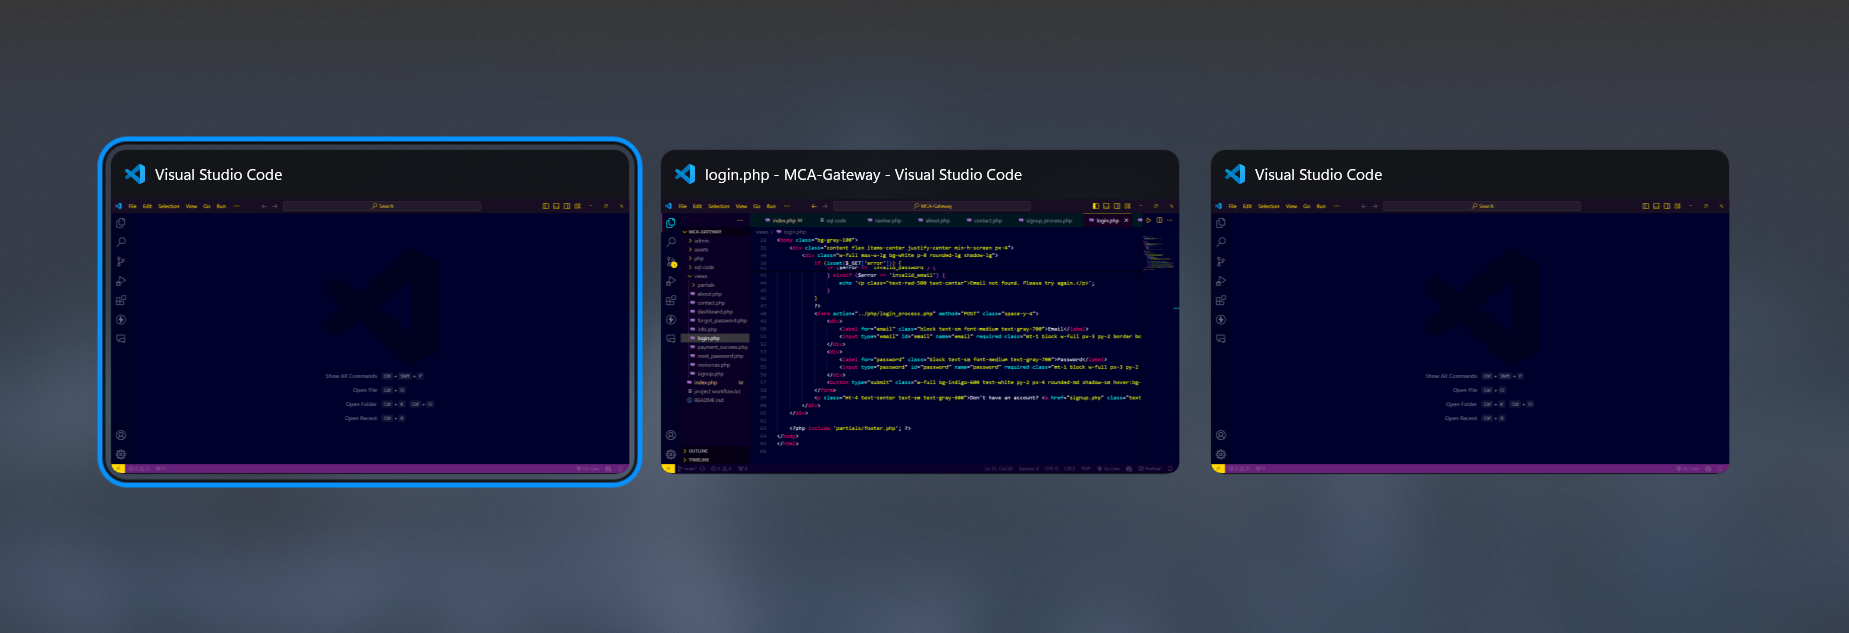 Visual Studio Code
File Edit Selection View Go Run ···
Search
Show All Commands Ctrl + Shift + P
Open File Ctrl + O
Open Folder Ctrl + K Ctrl + O
Open Recent Ctrl + R
login.php - MCA-Gateway - Visual Studio Code
File Edit Selection View Go Run ···
MCA-Gateway
index.php M sql code navbar.php about.php contact.php signup_process.php login.php
MCA-GATEWAY
admin
assets
php
sql code
views
partials
about.php
contact.php
dashboard.php
forgot_password.php
info.php
login.php
payment_success.php
reset_password.php
resources.php
signup.php
index.php M
project workflow.txt
README.md
OUTLINE
TIMELINE
views > login.php
<body class="bg-gray-100">
<div class="content flex items-center justify-center min-h-screen px-4">
<div class="w-full max-w-lg bg-white p-8 rounded-lg shadow-lg">
if (isset($_GET['error'])) {
} elseif ($error == 'invalid_email') {
echo '<p class="text-red-500 text-center">Email not found. Please try again.</p>';
}
}
?>
<form action="../php/login_process.php" method="POST" class="space-y-4">
<div>
<label for="email" class="block text-sm font-medium text-gray-700">Email</label>
<input type="email" id="email" name="email" required class="mt-1 block w-full px-3 py-2 border bo
</div>
<div>
<label for="password" class="block text-sm font-medium text-gray-700">Password</label>
<input type="password" id="password" name="password" required class="mt-1 block w-full px-3 py-2
</div>
<button type="submit" class="w-full bg-indigo-600 text-white py-2 px-4 rounded-md shadow-sm hover:bg-
</form>
<p class="mt-4 text-center text-sm text-gray-600">Don't have an account? <a href="signup.php" class="text
</div>
</div>
<?php include 'partials/footer.php'; ?>
</body>
</html>
Visual Studio Code
File Edit Selection View Go Run ···
Search
Show All Commands Ctrl + Shift + P
Open File Ctrl + O
Open Folder Ctrl + K Ctrl + O
Open Recent Ctrl + R